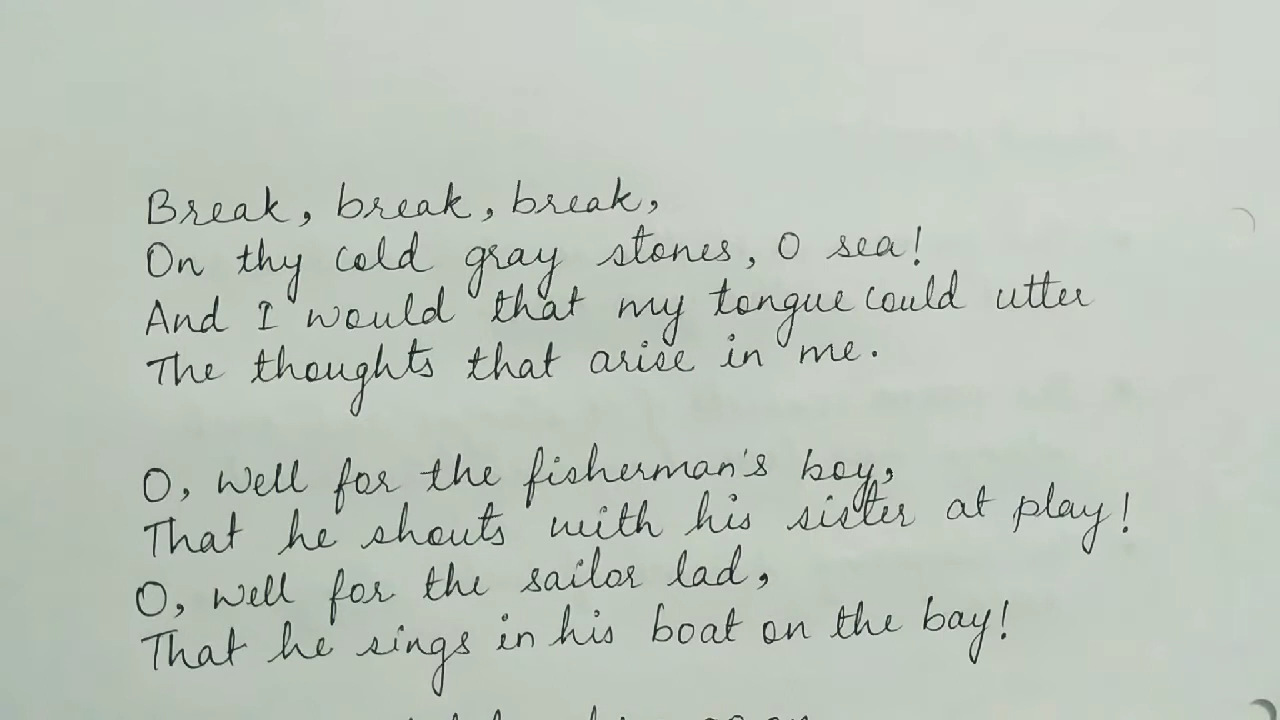 Break, break, break,
On thy cold gray stones, O sea!
And I would that my tongue could utter
The thoughts that arise in me.
O, well for the fisherman's boy,
That he shouts with his sister at play!
O, well for the sailor lad,
That he sings in his boat on the bay!